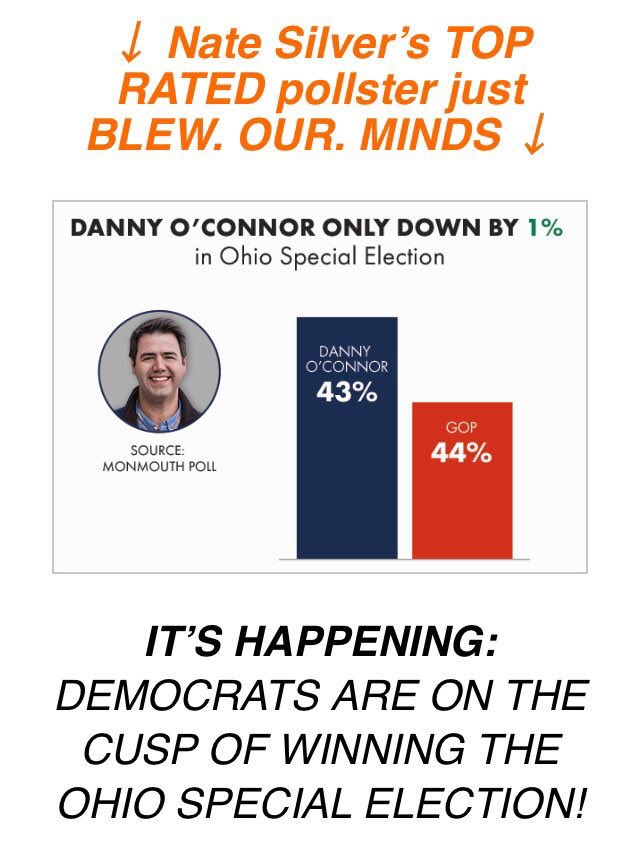 ↓ Nate Silver’s TOP
RATED pollster just
BLEW. OUR. MINDS ↓
DANNY O’CONNOR ONLY DOWN BY 1%
in Ohio Special Election
DANNY
O’CONNOR
43%
GOP
44%
SOURCE:
MONMOUTH POLL
IT’S HAPPENING:
DEMOCRATS ARE ON THE
CUSP OF WINNING THE
OHIO SPECIAL ELECTION!